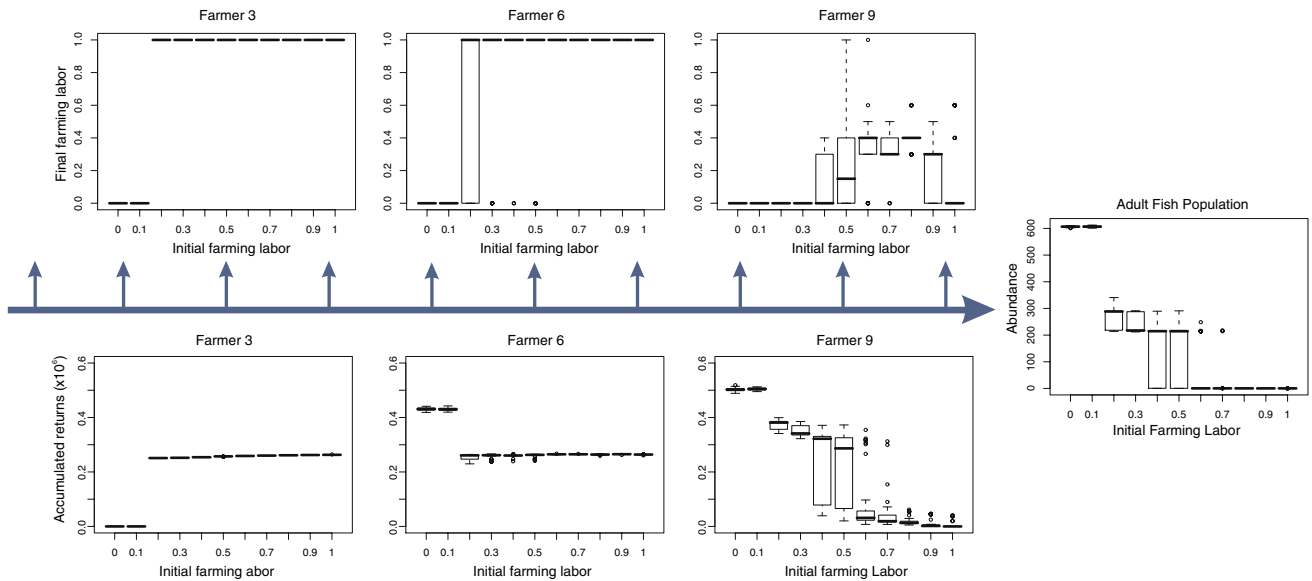 Farmer 3
Farmer 6
Farmer 9
Final farming labor
0.0 0.2 0.4 0.6 0.8 1.0
0.0 0.2 0.4 0.6 0.8 1.0
0.0 0.2 0.4 0.6 0.8 1.0
0 0.1 0.3 0.5 0.7 0.9 1
0 0.1 0.3 0.5 0.7 0.9 1
0 0.1 0.3 0.5 0.7 0.9 1
Initial farming labor
Initial farming labor
Initial farming labor
Adult Fish Population
Abundance
0 100 200 300 400 500 600
0 0.1 0.3 0.5 0.7 0.9 1
Initial Farming Labor
Farmer 3
Farmer 6
Farmer 9
Accumulated returns (x10⁶)
0.0 0.2 0.4 0.6
0.0 0.2 0.4 0.6
0.0 0.2 0.4 0.6
0 0.1 0.3 0.5 0.7 0.9 1
0 0.1 0.3 0.5 0.7 0.9 1
0 0.1 0.3 0.5 0.7 0.9 1
Initial farming abor
Initial farming labor
Initial farming Labor